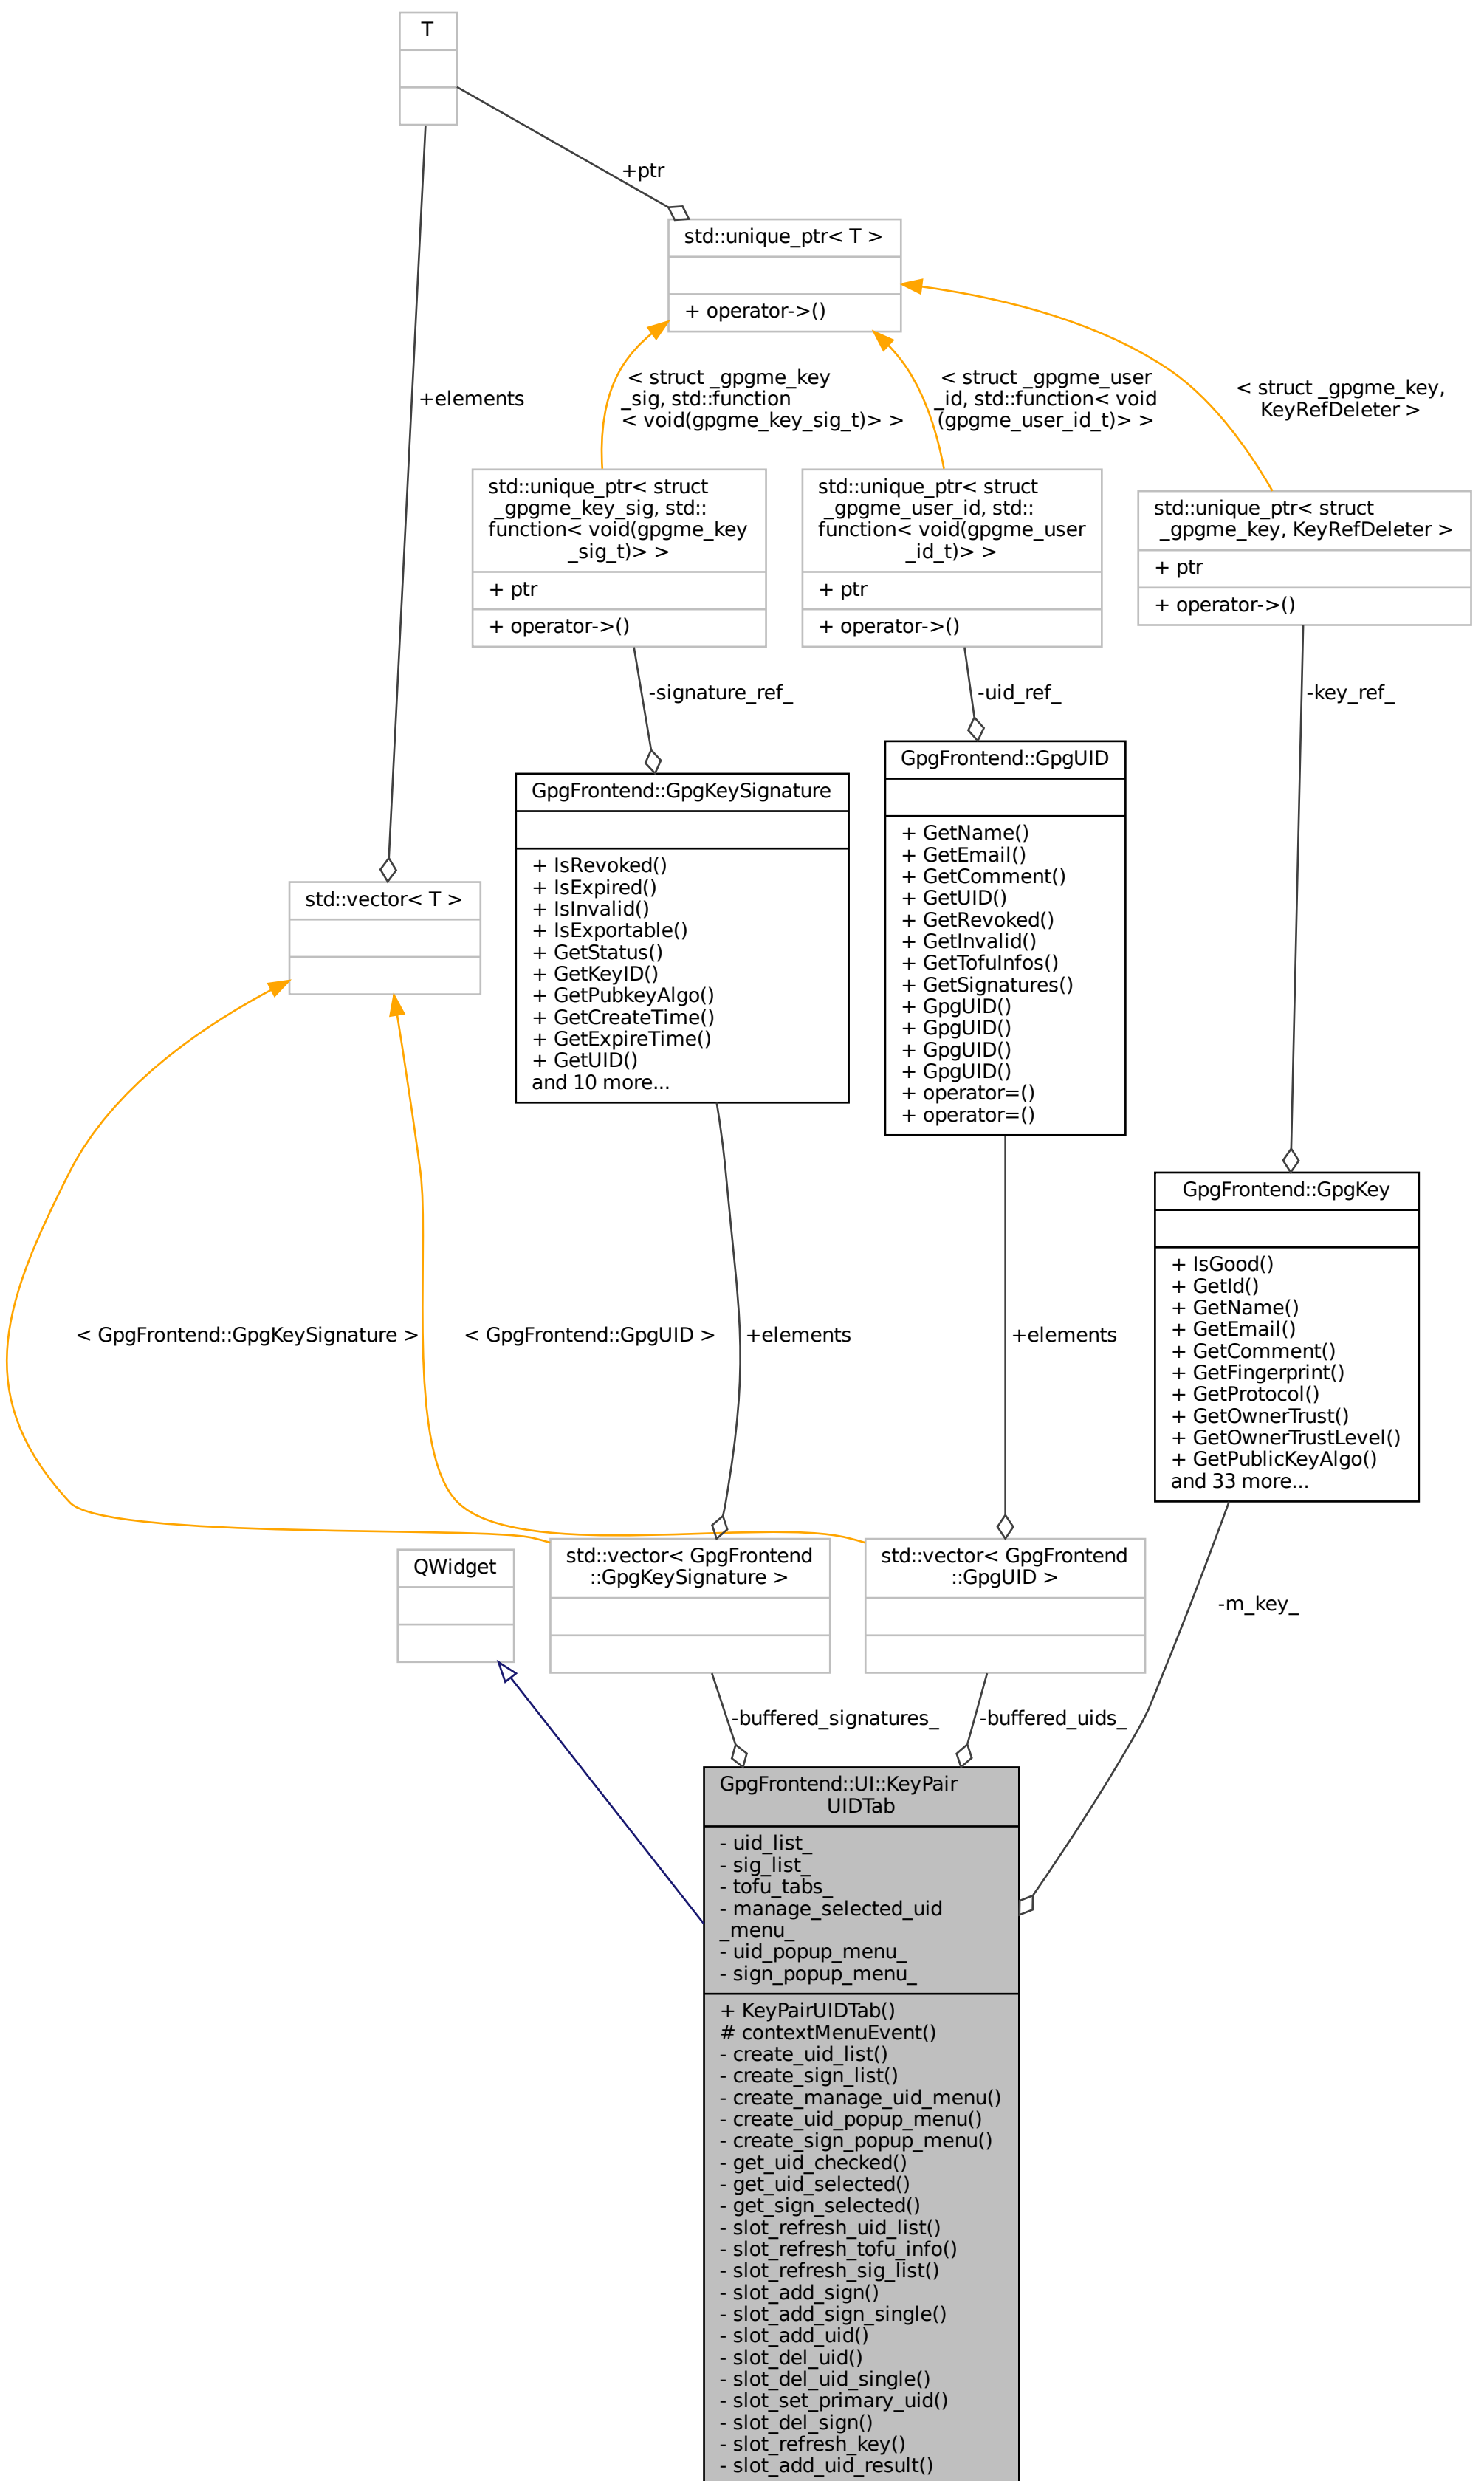 T
+ptr
std::unique_ptr< T >
+ operator->()
+elements
< struct _gpgme_key
_sig, std::function
< void(gpgme_key_sig_t)> >
< struct _gpgme_user
_id, std::function< void
(gpgme_user_id_t)> >
< struct _gpgme_key,
KeyRefDeleter >
std::unique_ptr< struct
_gpgme_key_sig, std::
function< void(gpgme_key
_sig_t)> >
+ ptr
+ operator->()
std::unique_ptr< struct
_gpgme_user_id, std::
function< void(gpgme_user
_id_t)> >
+ ptr
+ operator->()
std::unique_ptr< struct
_gpgme_key, KeyRefDeleter >
+ ptr
+ operator->()
-signature_ref_
-uid_ref_
-key_ref_
GpgFrontend::GpgKeySignature
+ IsRevoked()
+ IsExpired()
+ IsInvalid()
+ IsExportable()
+ GetStatus()
+ GetKeyID()
+ GetPubkeyAlgo()
+ GetCreateTime()
+ GetExpireTime()
+ GetUID()
and 10 more...
GpgFrontend::GpgUID
+ GetName()
+ GetEmail()
+ GetComment()
+ GetUID()
+ GetRevoked()
+ GetInvalid()
+ GetTofuInfos()
+ GetSignatures()
+ GpgUID()
+ GpgUID()
+ GpgUID()
+ GpgUID()
+ operator=()
+ operator=()
std::vector< T >
GpgFrontend::GpgKey
+ IsGood()
+ GetId()
+ GetName()
+ GetEmail()
+ GetComment()
+ GetFingerprint()
+ GetProtocol()
+ GetOwnerTrust()
+ GetOwnerTrustLevel()
+ GetPublicKeyAlgo()
and 33 more...
< GpgFrontend::GpgKeySignature >
< GpgFrontend::GpgUID >
+elements
+elements
QWidget
std::vector< GpgFrontend
::GpgKeySignature >
std::vector< GpgFrontend
::GpgUID >
-m_key_
-buffered_signatures_
-buffered_uids_
GpgFrontend::UI::KeyPair
UIDTab
- uid_list_
- sig_list_
- tofu_tabs_
- manage_selected_uid
_menu_
- uid_popup_menu_
- sign_popup_menu_
+ KeyPairUIDTab()
# contextMenuEvent()
- create_uid_list()
- create_sign_list()
- create_manage_uid_menu()
- create_uid_popup_menu()
- create_sign_popup_menu()
- get_uid_checked()
- get_uid_selected()
- get_sign_selected()
- slot_refresh_uid_list()
- slot_refresh_tofu_info()
- slot_refresh_sig_list()
- slot_add_sign()
- slot_add_sign_single()
- slot_add_uid()
- slot_del_uid()
- slot_del_uid_single()
- slot_set_primary_uid()
- slot_del_sign()
- slot_refresh_key()
- slot_add_uid_result()